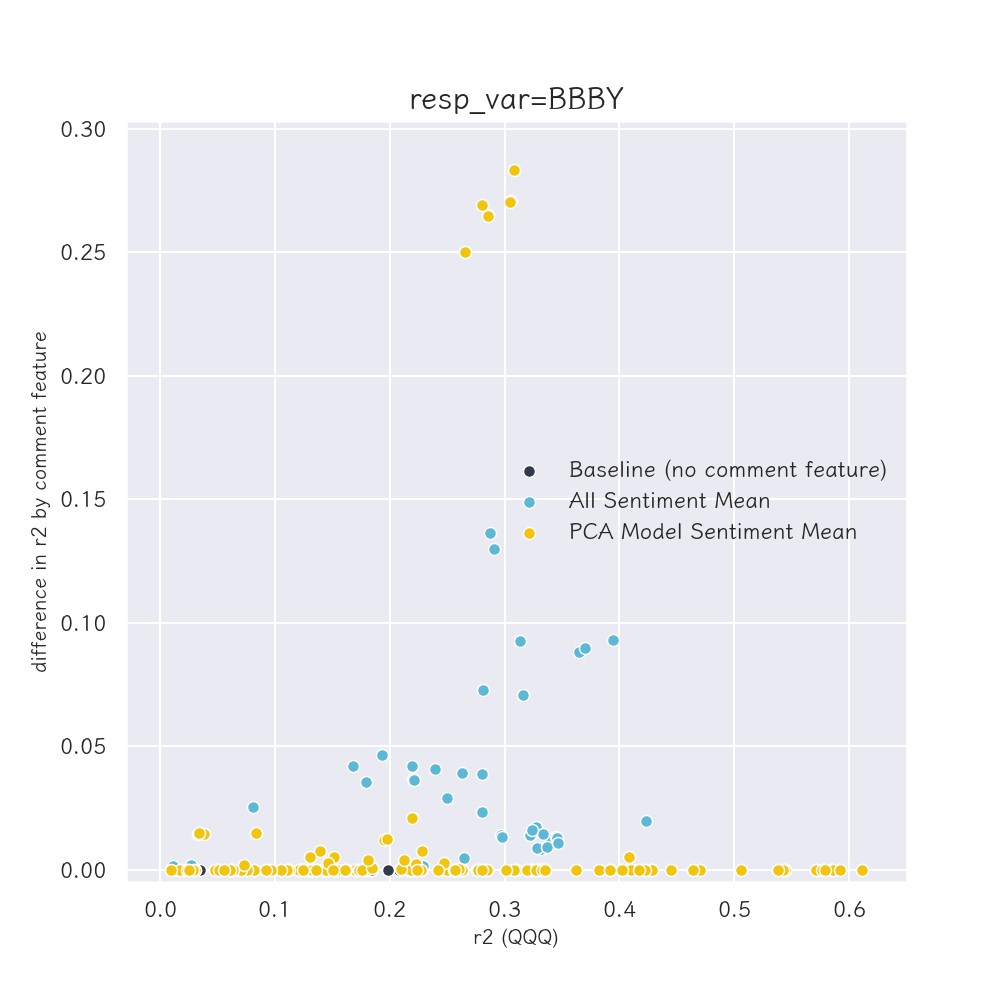 resp_var=BBBY
0.30
0.25
0.20
0.15
0.10
0.05
0.00
difference in r2 by comment feature
Baseline (no comment feature)
All Sentiment Mean
PCA Model Sentiment Mean
0.0 0.1 0.2 0.3 0.4 0.5 0.6
r2 (QQQ)